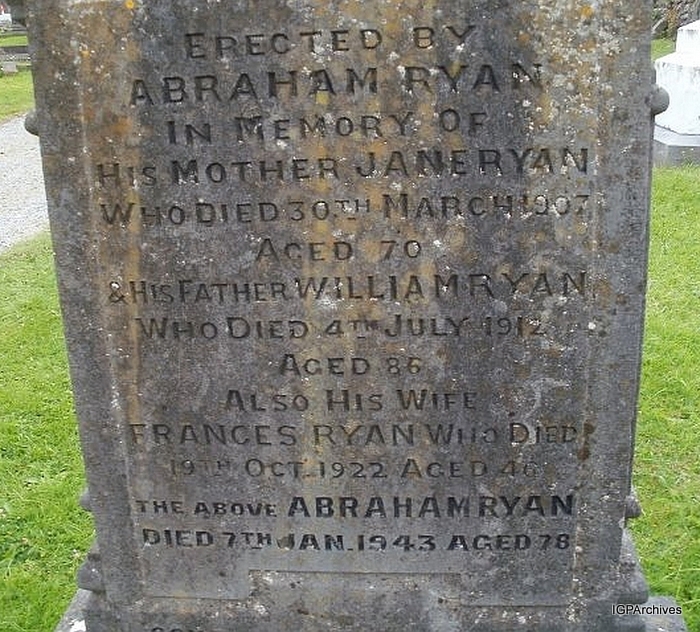 ERECTED BY
ABRAHAM RYAN
IN MEMORY OF
HIS MOTHER JANE RYAN
WHO DIED 30TH MARCH 1907
AGED 70
& HIS FATHER WILLIAM RYAN
WHO DIED 4TH JULY 1912
AGED 86
ALSO HIS WIFE
FRANCES RYAN WHO DIED
19TH OCT. 1922 AGED 46
THE ABOVE ABRAHAM RYAN
DIED 7TH JAN. 1943 AGED 78
IGPArchives